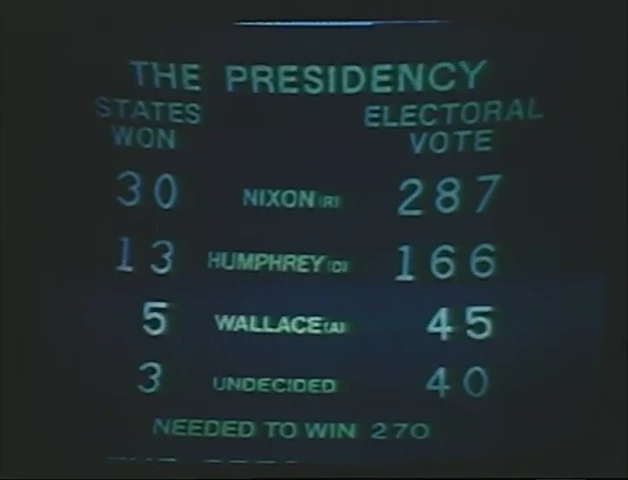 THE PRESIDENCY
STATES WON ELECTORAL VOTE
30 NIXON (R) 287
13 HUMPHREY (D) 166
5 WALLACE (A) 45
3 UNDECIDED 40
NEEDED TO WIN 270